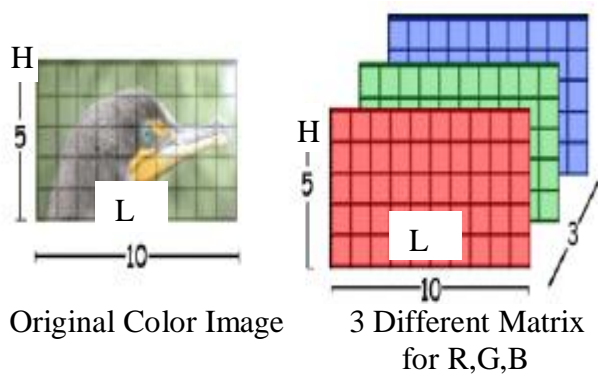 H
5
L
10
Original Color Image
H
5
L
10
3
3 Different Matrix
for R,G,B